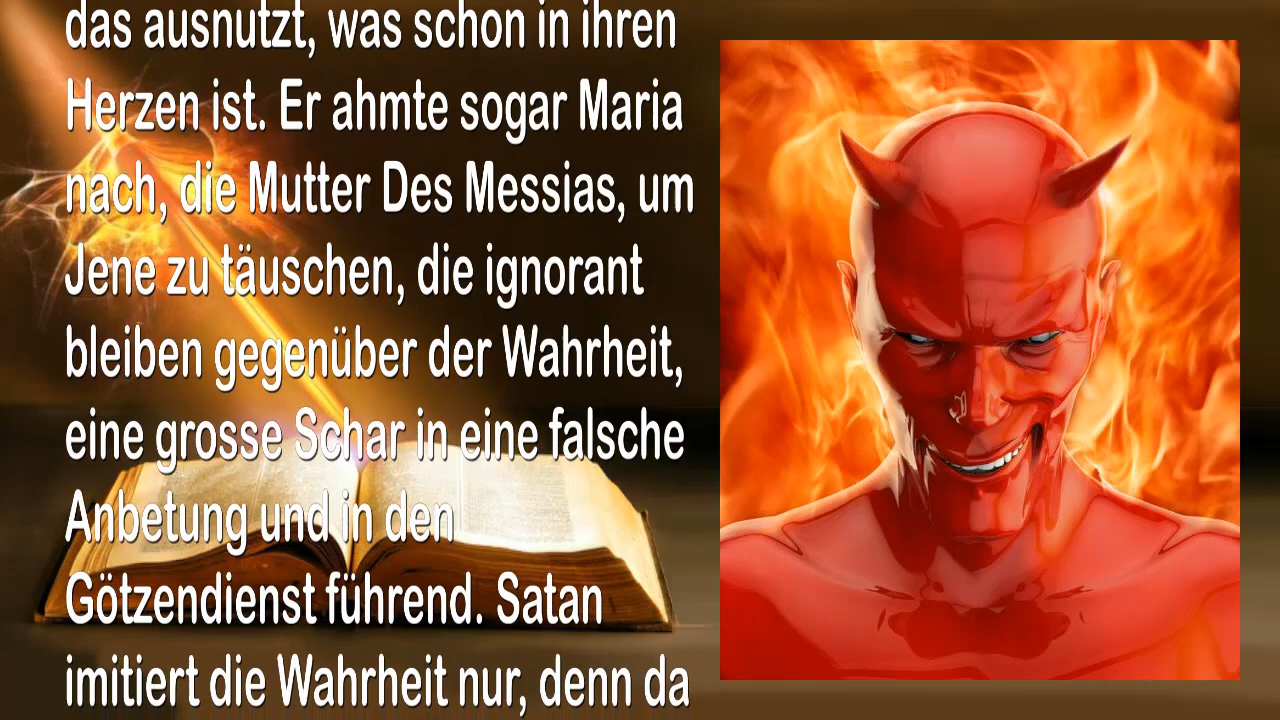 das ausnutzt, was schon in ihren
Herzen ist. Er ahmte sogar Maria
nach, die Mutter Des Messias, um
Jene zu täuschen, die ignorant
bleiben gegenüber der Wahrheit,
eine grosse Schar in eine falsche
Anbetung und in den
Götzendienst führend. Satan
imitiert die Wahrheit nur, denn da